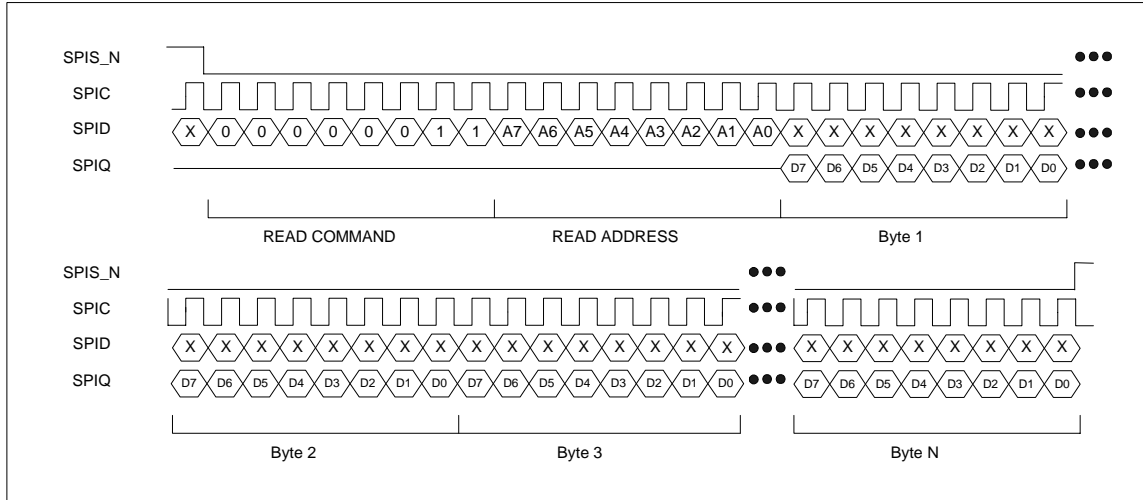 SPIS_N
SPIC
SPID X 0 0 0 0 0 0 1 1 A7 A6 A5 A4 A3 A2 A1 A0 X X X X X X X X
SPIQ D7 D6 D5 D4 D3 D2 D1 D0
READ COMMAND READ ADDRESS Byte 1
SPIS_N
SPIC
SPID X X X X X X X X X X X X X X X X X X X X X X X X
SPIQ D7 D6 D5 D4 D3 D2 D1 D0 D7 D6 D5 D4 D3 D2 D1 D0 D7 D6 D5 D4 D3 D2 D1 D0
Byte 2 Byte 3 Byte N